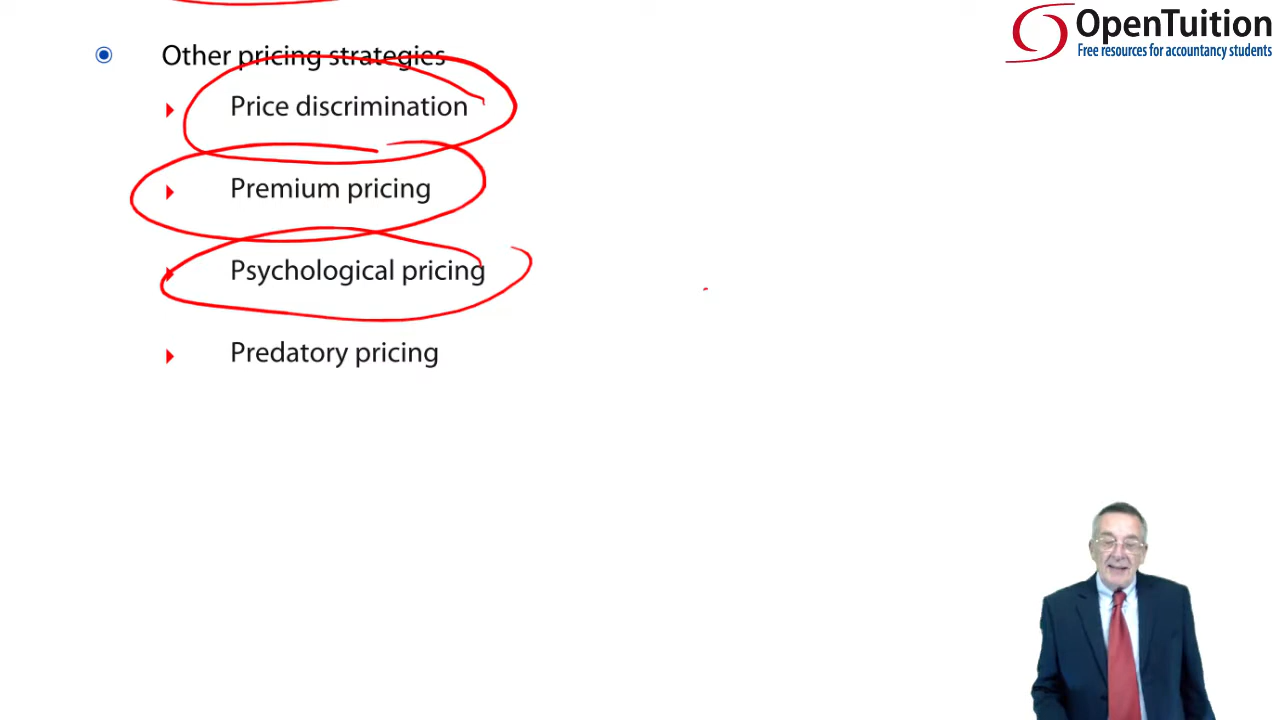 OpenTuition
Free resources for accountancy students
Other pricing strategies
Price discrimination
Premium pricing
Psychological pricing
Predatory pricing